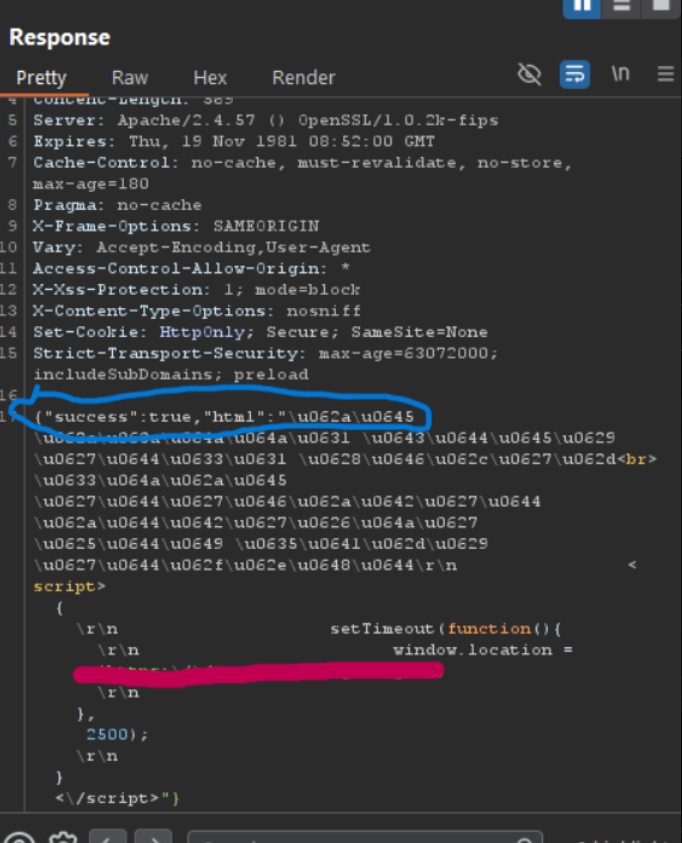 Response
Pretty Raw Hex Render \n
5 Server: Apache/2.4.57 () OpenSSL/1.0.2k-fips
6 Expires: Thu, 19 Nov 1981 08:52:00 GMT
7 Cache-Control: no-cache, must-revalidate, no-store,
max-age=180
8 Pragma: no-cache
9 X-Frame-Options: SAMEORIGIN
10 Vary: Accept-Encoding,User-Agent
11 Access-Control-Allow-Origin: *
12 X-Xss-Protection: 1; mode=block
13 X-Content-Type-Options: nosniff
14 Set-Cookie: HttpOnly; Secure; SameSite=None
15 Strict-Transport-Security: max-age=63072000;
includeSubDomains; preload
16
{"success":true,"html":"\u062a\u0645
\u0631 \u0643\u0644\u0645\u0629
\u0627\u0644\u0633\u0631 \u0628\u0646\u062c\u0627\u062d<br>
\u0633\u064a\u062a\u0645
\u0627\u0644\u0627\u0646\u062a\u0642\u0627\u0644
\u062a\u0644\u0642\u0627\u0626\u064a\u0627
\u0625\u0644\u0649 \u0635\u0641\u062d\u0629
\u0627\u0644\u062f\u062e\u0648\u0644\r\n <
script>
{
\r\n setTimeout(function(){
\r\n window.location =
\r\n
},
2500);
\r\n
}
<\/script>"}